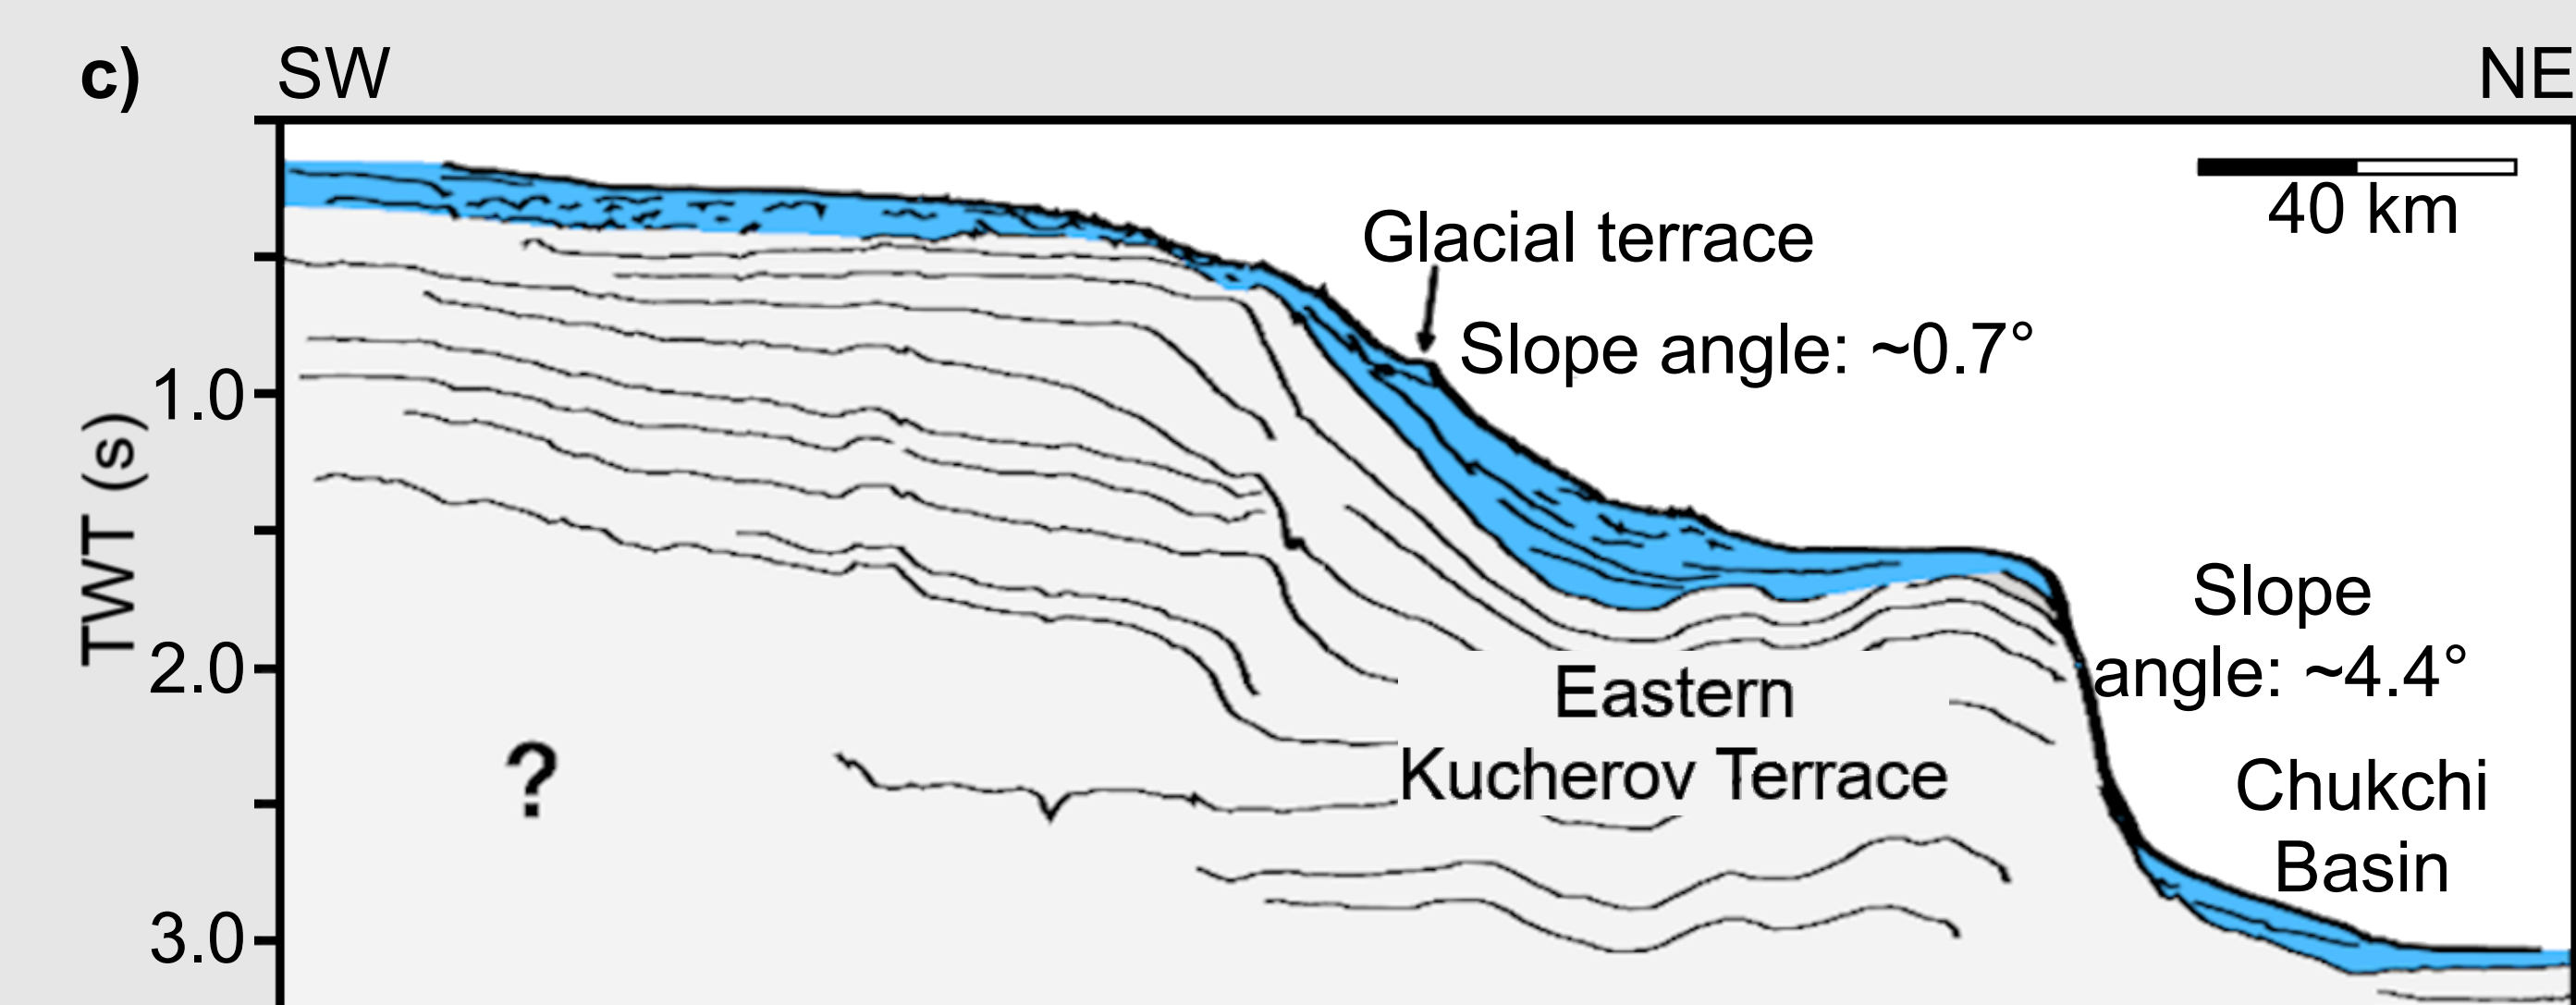 c) SW NE
40 km
Glacial terrace
Slope angle: ~0.7°
1.0
TWT (s)
Slope
angle: ~4.4°
2.0
Eastern
Kucherov Terrace
?
Chukchi
Basin
3.0